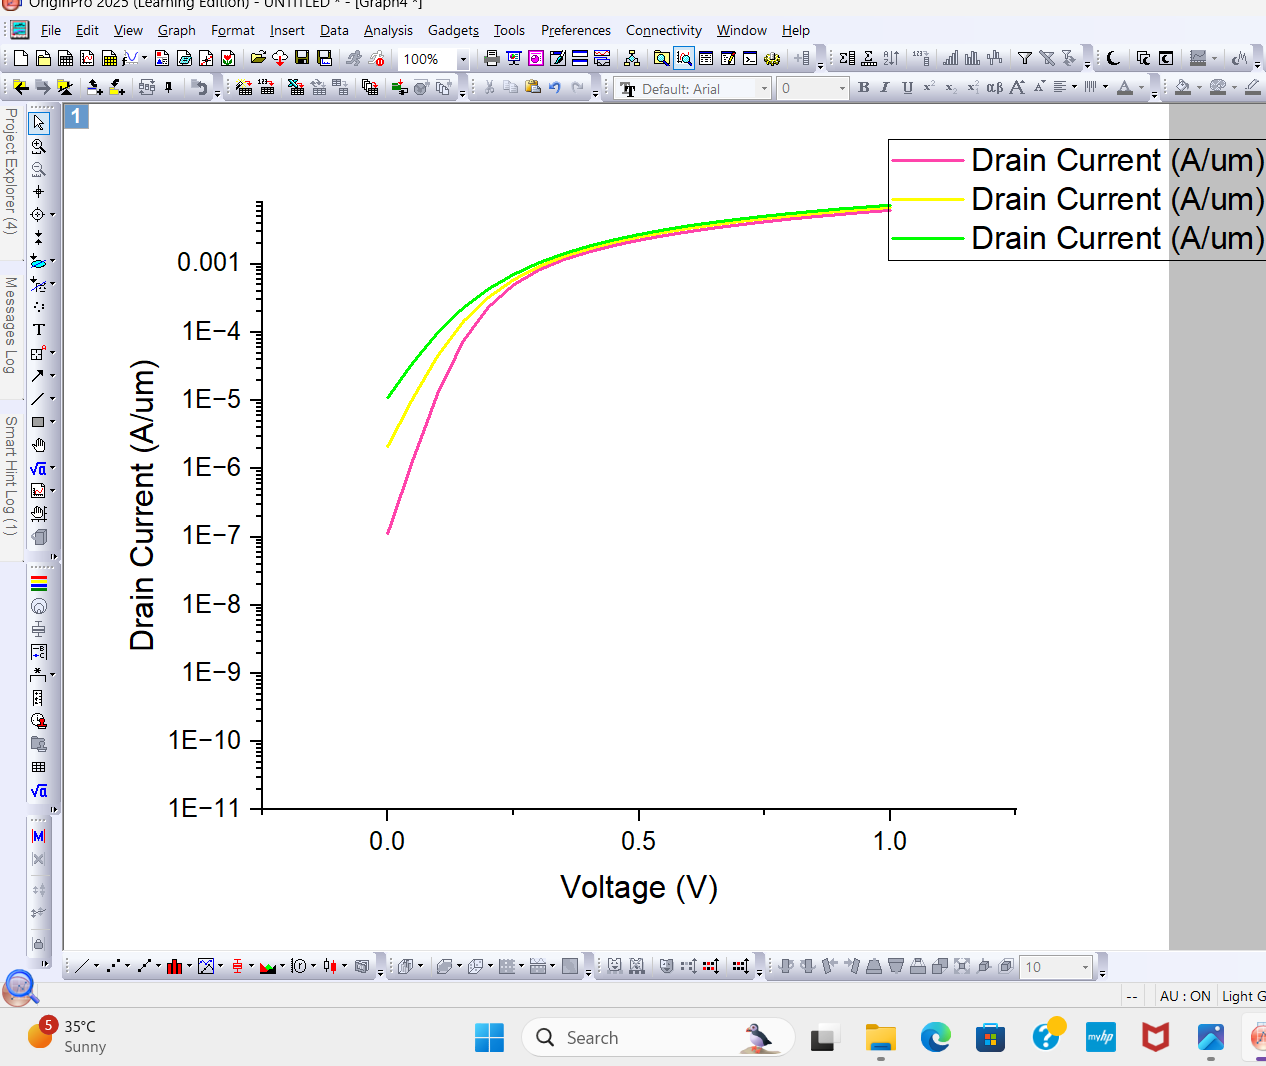 OriginPro 2025 (Learning Edition) - UNTITLED * - [Graph4 *]
File Edit View Graph Format Insert Data Analysis Gadgets Tools Preferences Connectivity Window Help
100%
Default: Arial 0 B I U
αβ A A
Project Explorer (4)
Messages Log
Smart Hint Log (1)
1
Drain Current (A/um)
Drain Current (A/um)
Drain Current (A/um)
0.001
1E−4
1E−5
1E−6
1E−7
1E−8
1E−9
1E−10
1E−11
Drain Current (A/um)
0.0 0.5 1.0
Voltage (V)
10
-- AU : ON Light G
5
35°C
Sunny
Search
myhp